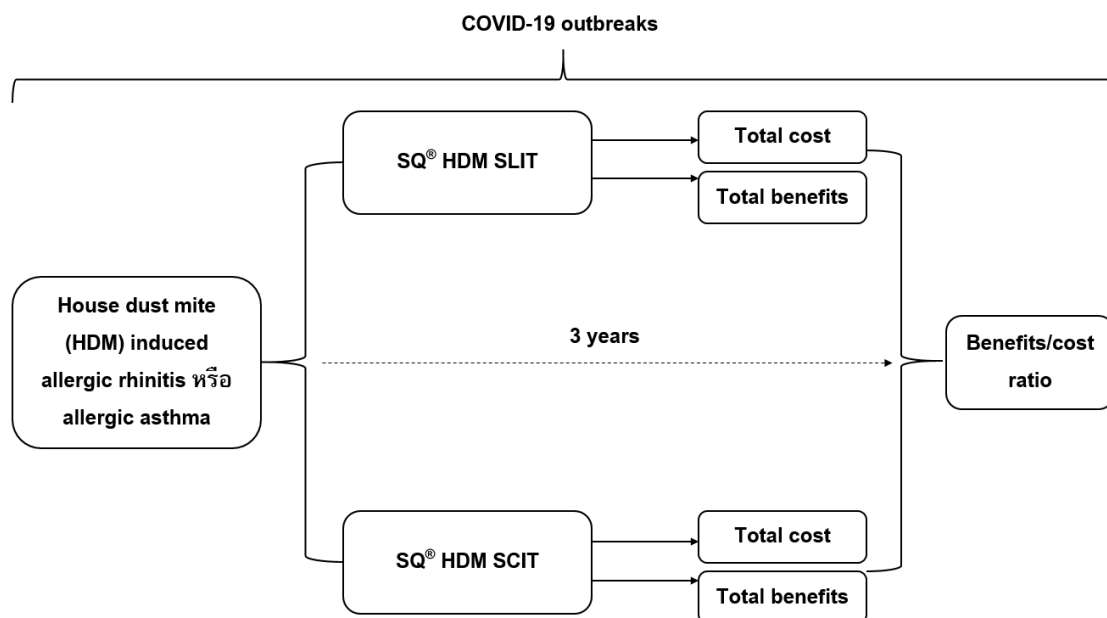 COVID-19 outbreaks
SQ® HDM SLIT
Total cost
Total benefits
House dust mite
(HDM) induced
allergic rhinitis หรือ
allergic asthma
3 years
Benefits/cost
ratio
SQ® HDM SCIT
Total cost
Total benefits